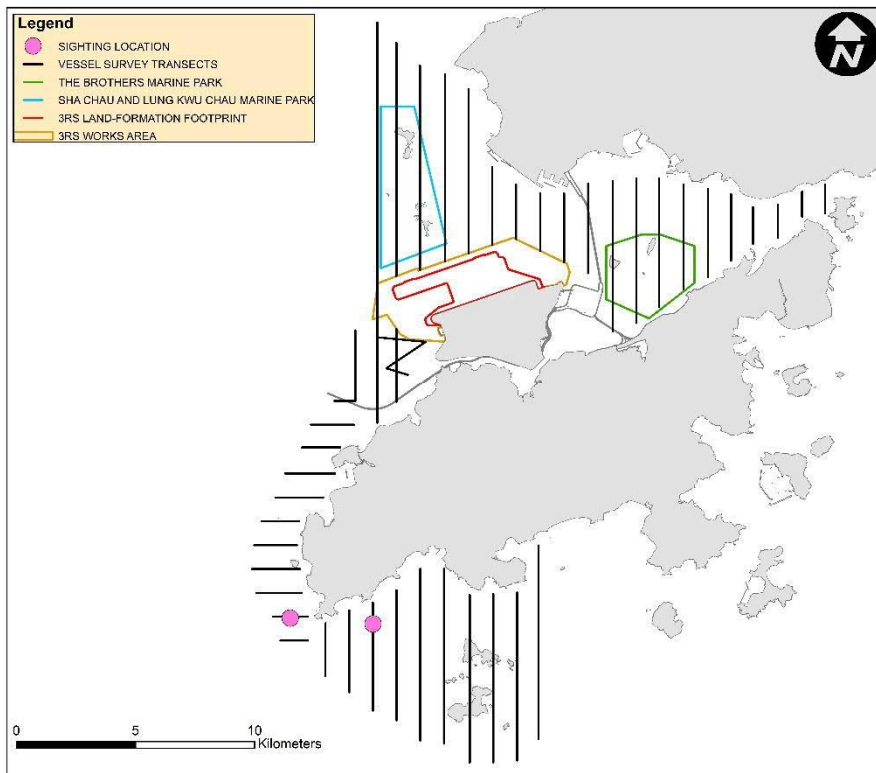 Legend
SIGHTING LOCATION
VESSEL SURVEY TRANSECTS
THE BROTHERS MARINE PARK
SHA CHAU AND LUNG KWU CHAU MARINE PARK
3RS LAND-FORMATION FOOTPRINT
3RS WORKS AREA
N
0 5 10
Kilometers